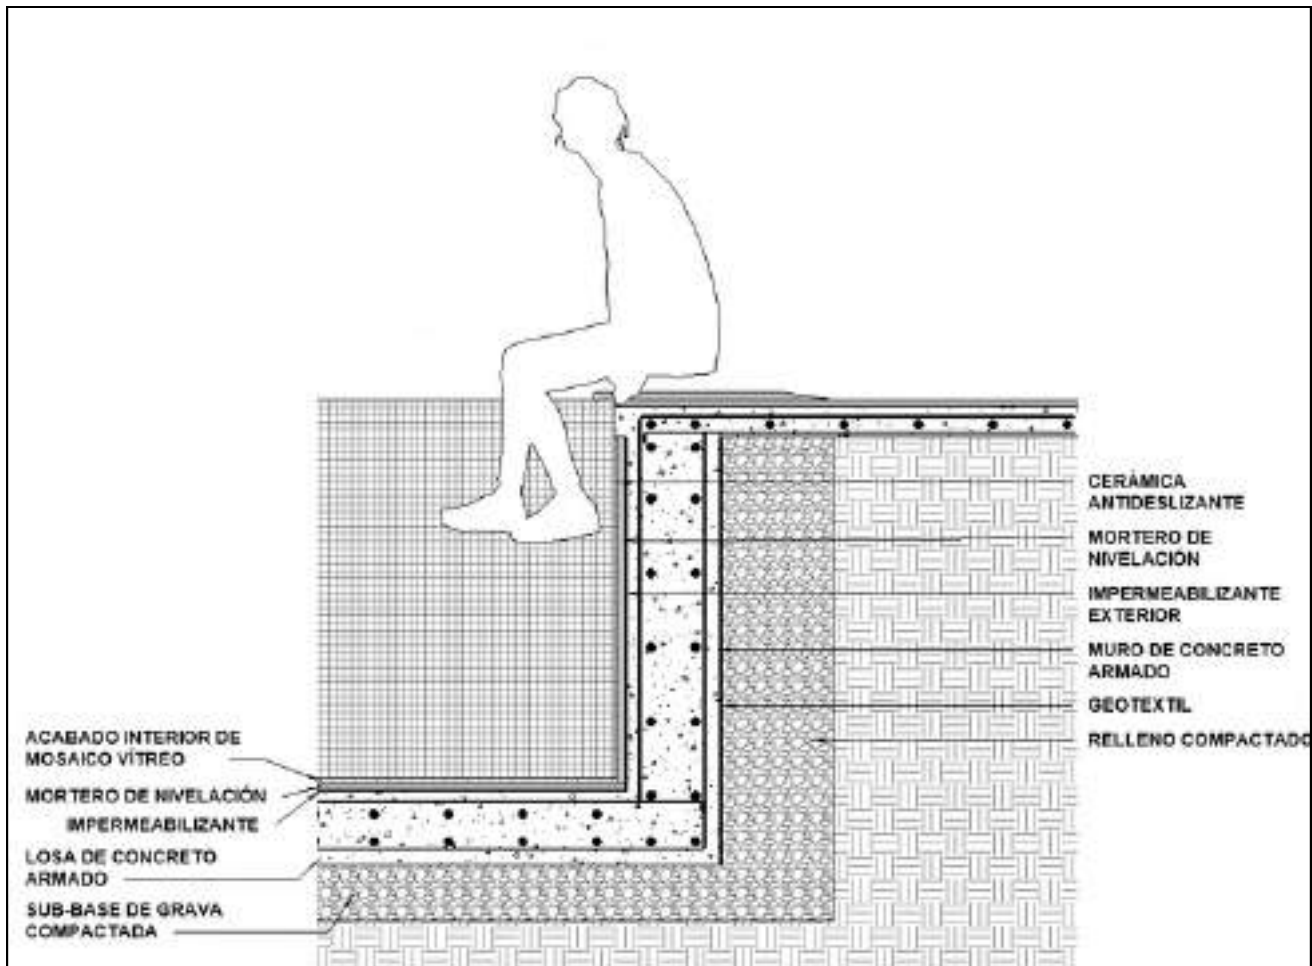 CERÁMICA
ANTIDESLIZANTE
MORTERO DE
NIVELACIÓN
IMPERMEABILIZANTE
EXTERIOR
MURO DE CONCRETO
ARMADO
GEOTEXTIL
RELLENO COMPACTADO
ACABADO INTERIOR DE
MOSAICO VÍTREO
MORTERO DE NIVELACIÓN
IMPERMEABILIZANTE
LOSA DE CONCRETO
ARMADO
SUB-BASE DE GRAVA
COMPACTADA